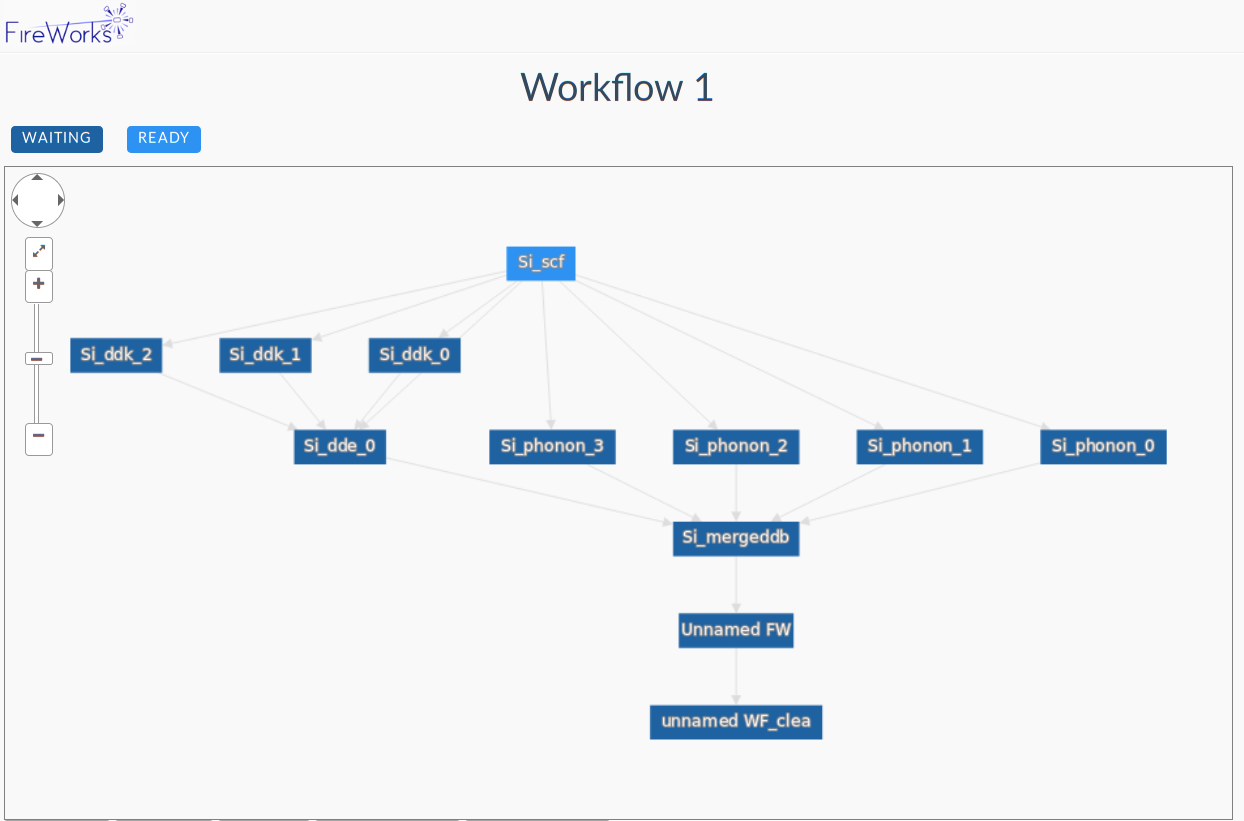 FireWorks
Workflow 1
WAITING
READY
Si_scf
Si_ddk_2
Si_ddk_1
Si_ddk_0
Si_dde_0
Si_phonon_3
Si_phonon_2
Si_phonon_1
Si_phonon_0
Si_mergeddb
Unnamed FW
unnamed WF_clea